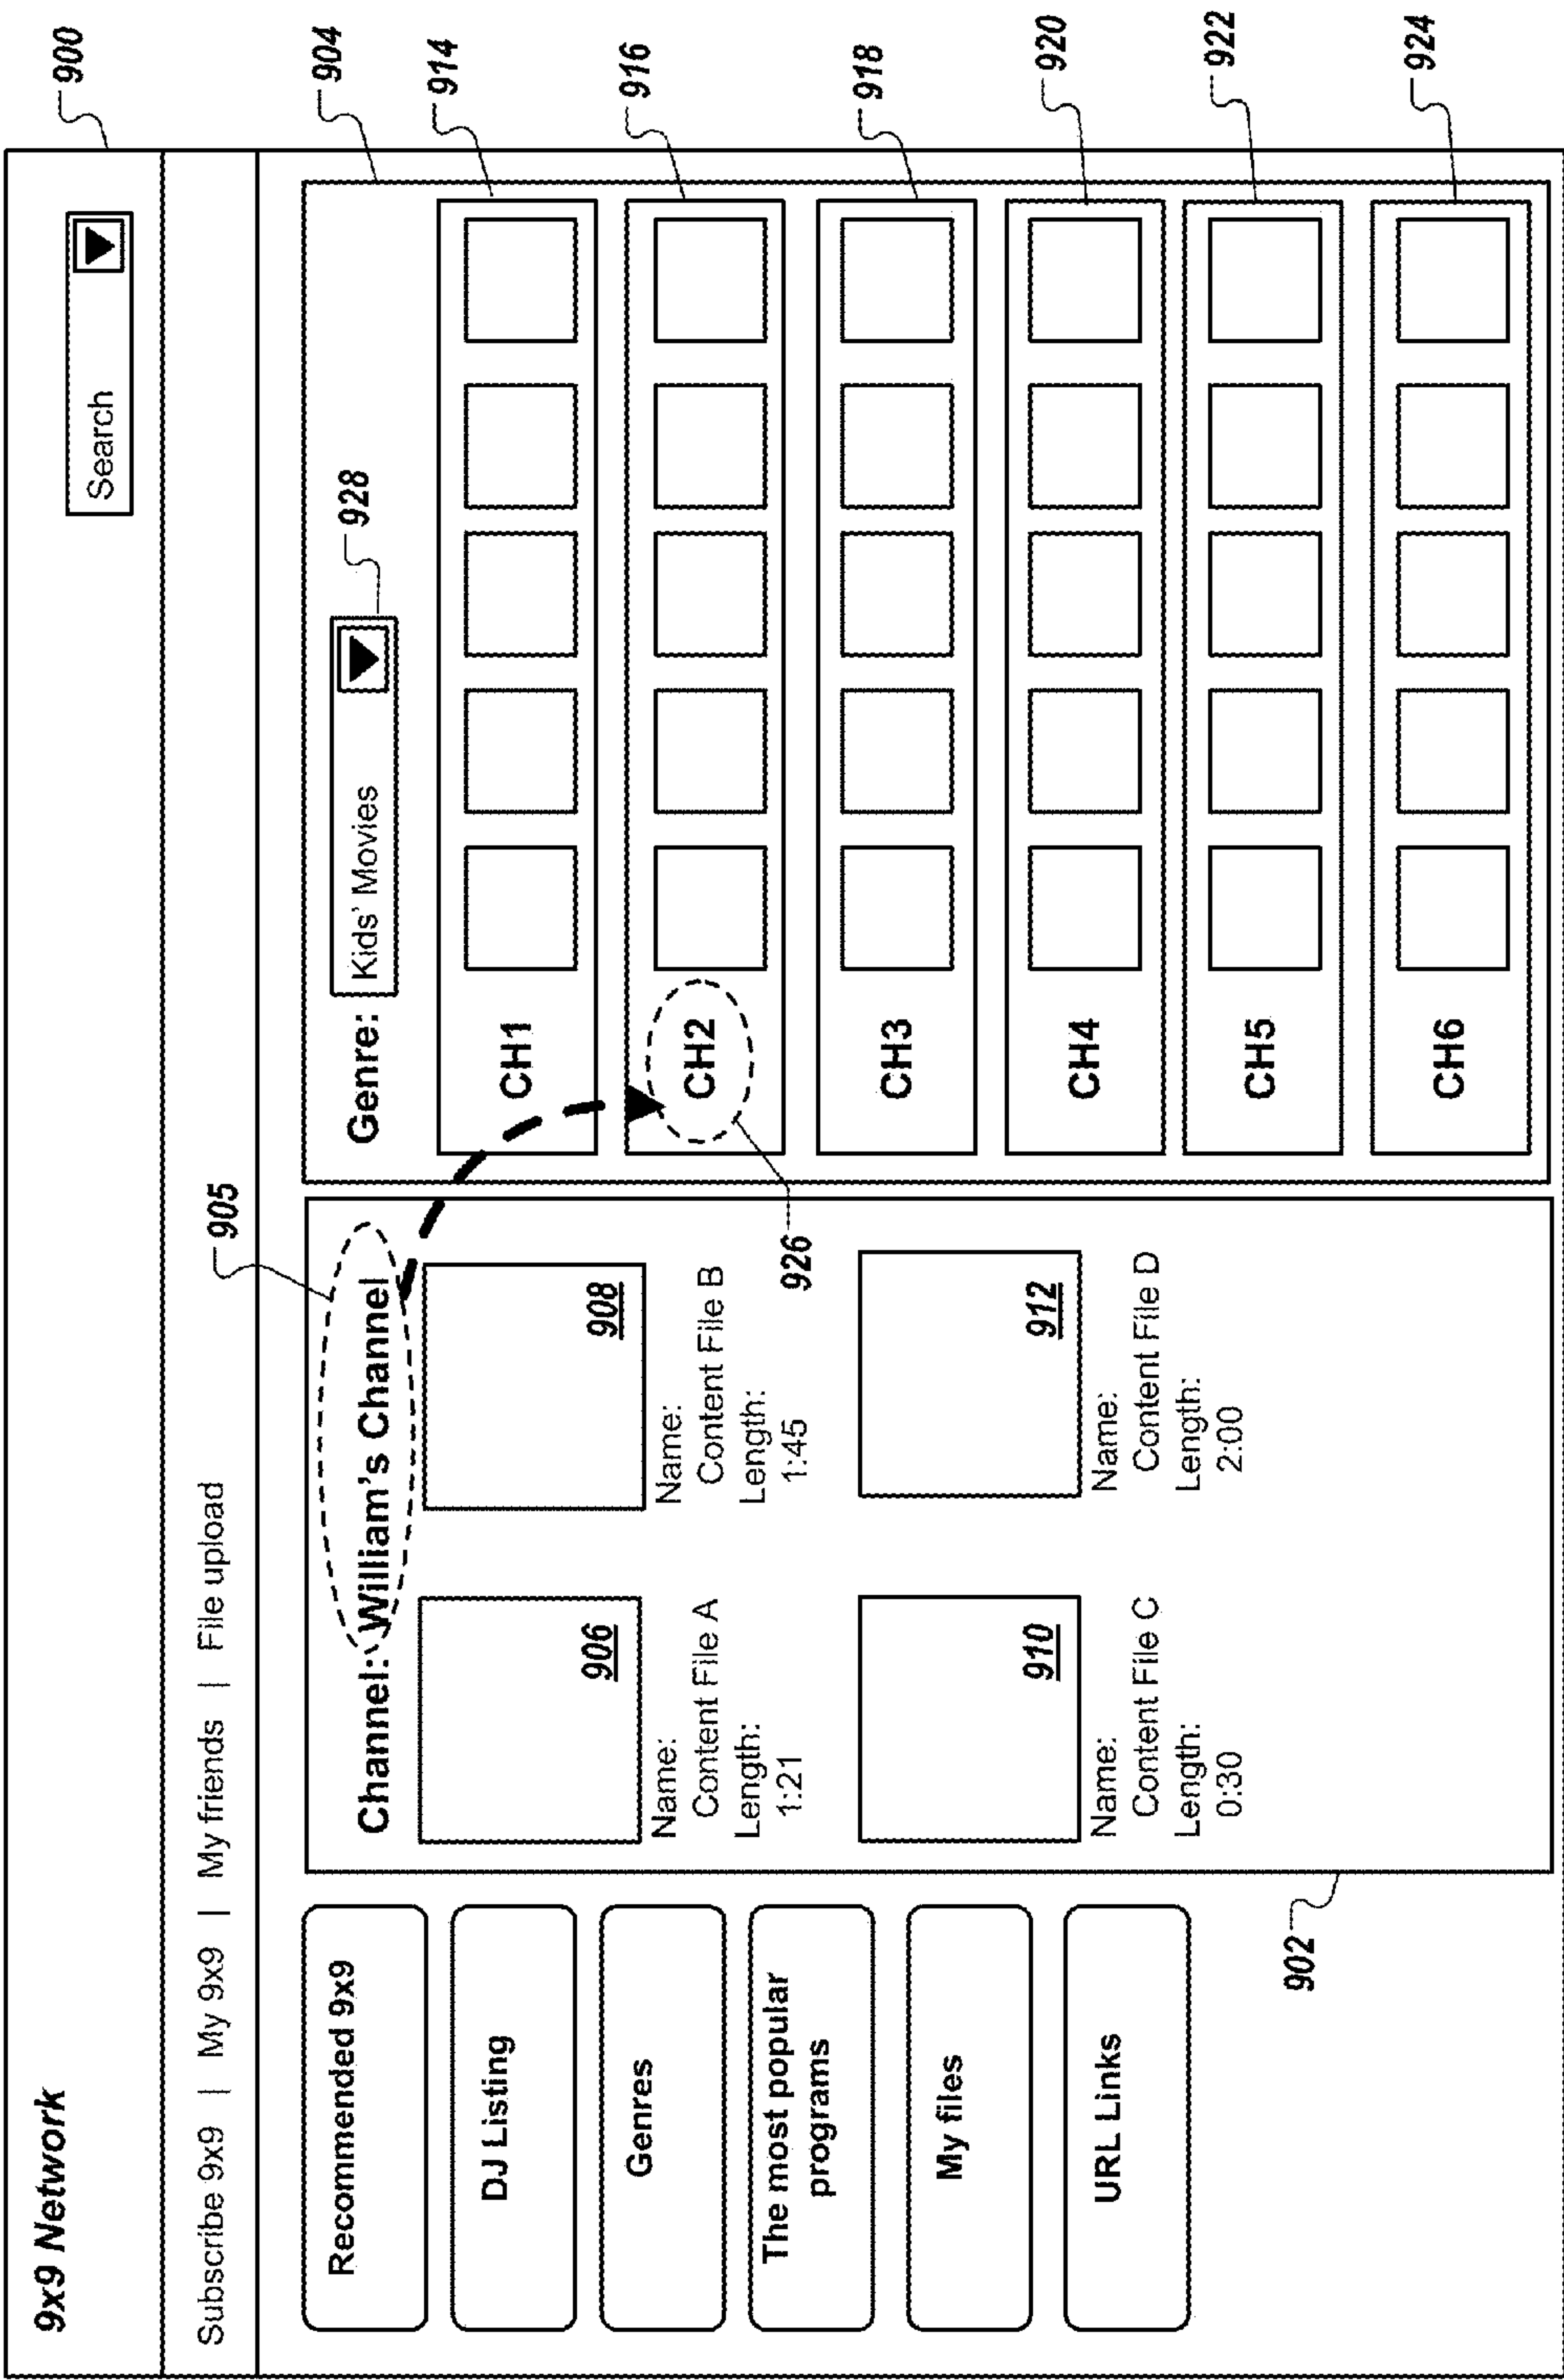 9x9 Network
Search
900
Subscribe 9x9 | My 9x9 | My friends | File upload
905
904
Recommended 9x9
DJ Listing
Genres
The most popular
programs
My files
URL Links
902
Channel: William's Channel
906
Name:
Content File A
Length:
1:21
908
Name:
Content File B
Length:
1:45
910
Name:
Content File C
Length:
0:30
912
Name:
Content File D
Length:
2:00
926
Genre: Kids' Movies
928
CH1
914
CH2
916
CH3
918
CH4
920
CH5
922
CH6
924